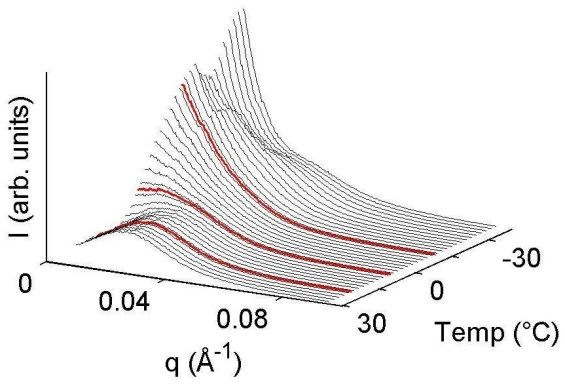 I (arb. units)
-30
0
0
0.04
0.08
30
Temp (°C)
q (Å⁻¹)